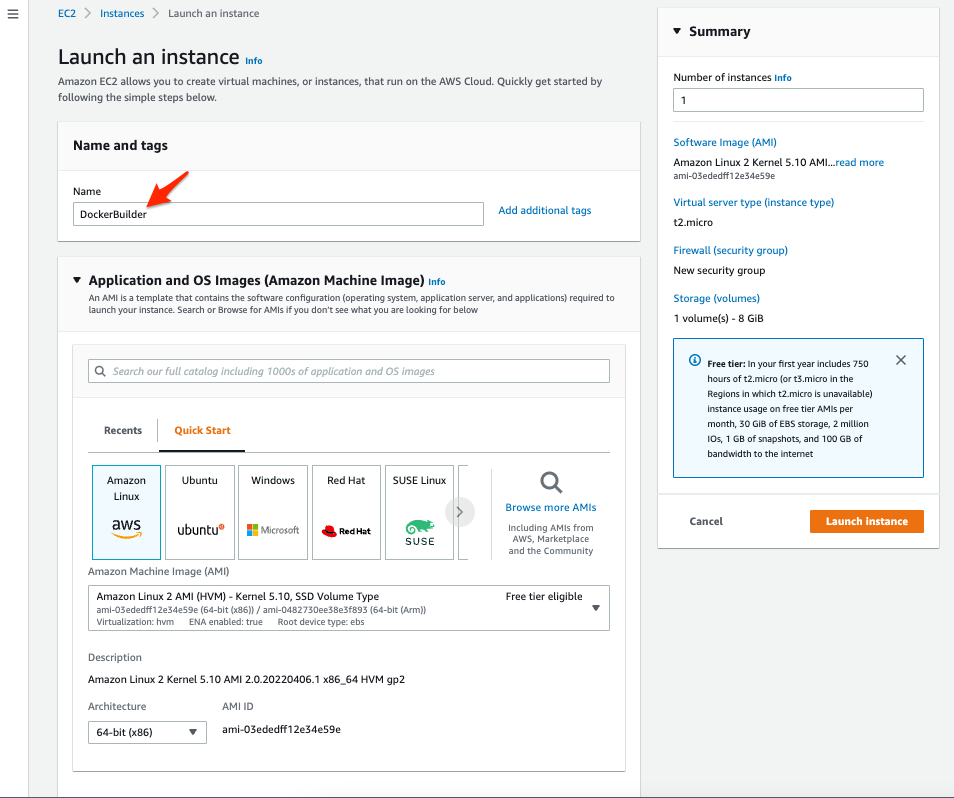 EC2 > Instances > Launch an instance
Launch an instance Info
Amazon EC2 allows you to create virtual machines, or instances, that run on the AWS Cloud. Quickly get started by
following the simple steps below.
Name and tags
Name
DockerBuilder
Add additional tags
Application and OS Images (Amazon Machine Image) Info
An AMI is a template that contains the software configuration (operating system, application server, and applications) required to
launch your instance. Search or Browse for AMIs if you don't see what you are looking for below
Search our full catalog including 1000s of application and OS images
Recents
Quick Start
Amazon
Linux
aws
Ubuntu
ubuntu
Windows
Microsoft
Red Hat
Red Hat
SUSE Linux
SUSE
Browse more AMIs
Including AMIs from
AWS, Marketplace
and the Community
Amazon Machine Image (AMI)
Amazon Linux 2 AMI (HVM) - Kernel 5.10, SSD Volume Type
Free tier eligible
ami-03ededff12e34e59e (64-bit (x86)) / ami-0482730ee38e3f893 (64-bit (Arm))
Virtualization: hvm ENA enabled: true Root device type: ebs
Description
Amazon Linux 2 Kernel 5.10 AMI 2.0.20220406.1 x86_64 HVM gp2
Architecture
64-bit (x86)
AMI ID
ami-03ededff12e34e59e
Summary
Number of instances Info
1
Software Image (AMI)
Amazon Linux 2 Kernel 5.10 AMI...read more
ami-03ededff12e34e59e
Virtual server type (instance type)
t2.micro
Firewall (security group)
New security group
Storage (volumes)
1 volume(s) - 8 GiB
Free tier: In your first year includes 750
hours of t2.micro (or t3.micro in the
Regions in which t2.micro is unavailable)
instance usage on free tier AMIs per
month, 30 GiB of EBS storage, 2 million
IOs, 1 GB of snapshots, and 100 GB of
bandwidth to the internet
Cancel
Launch instance